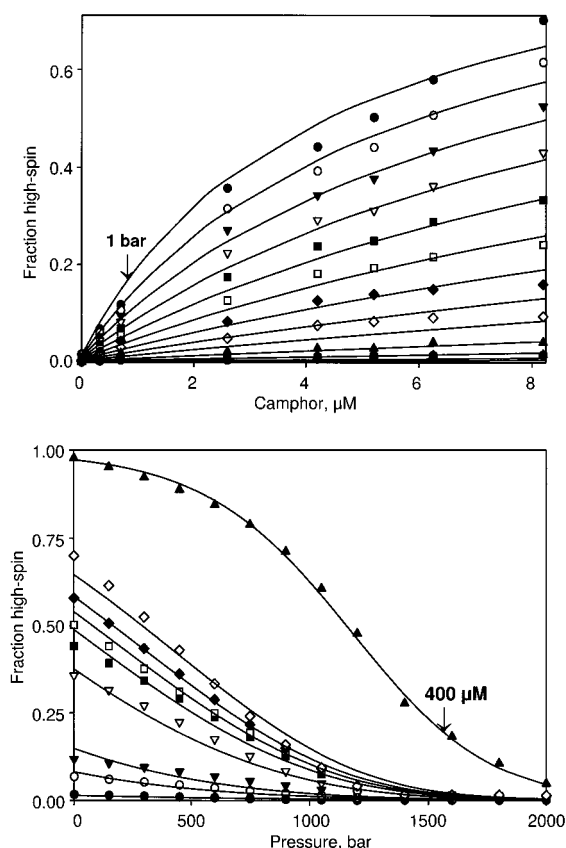 0.6
0.4
0.2
0.0
Fraction high-spin
1 bar
0 2 4 6 8
Camphor, µM
1.00
0.75
0.50
0.25
0.00
Fraction high-spin
400 µM
0 500 1000 1500 2000
Pressure, bar